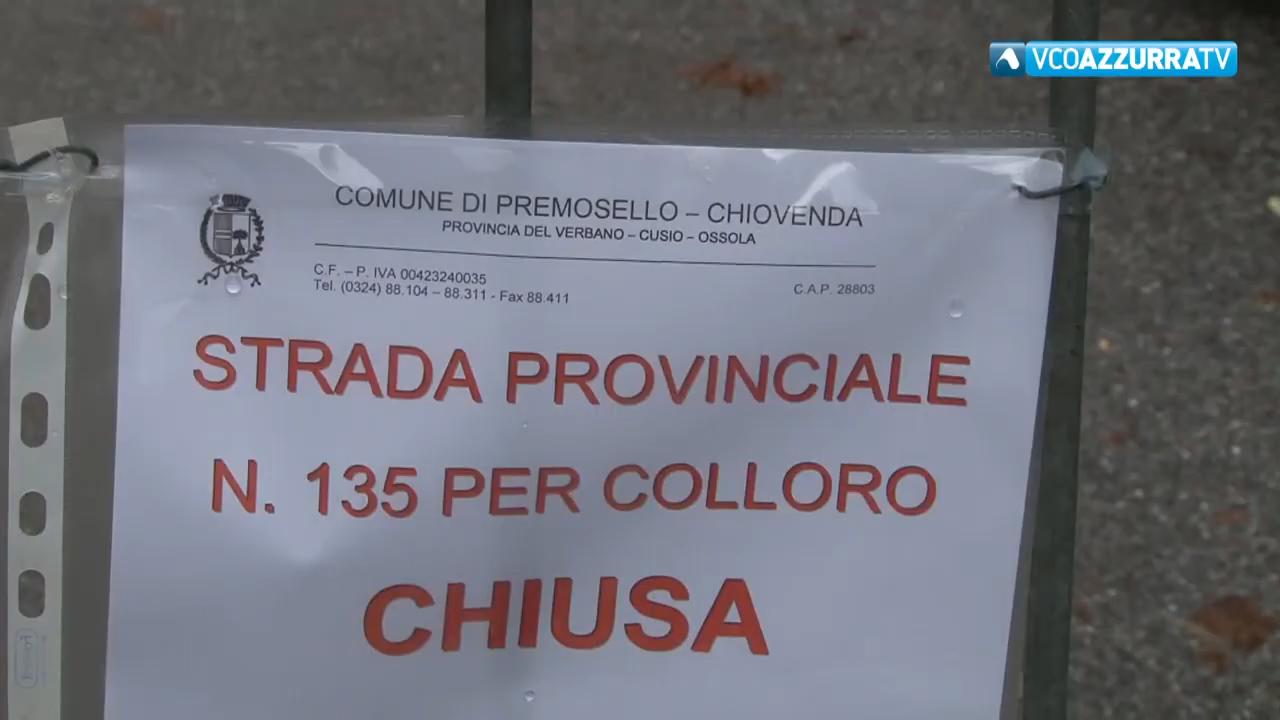 VCOAZZURRATV
COMUNE DI PREMOSELLO – CHIOVENDA
PROVINCIA DEL VERBANO – CUSIO – OSSOLA
C.F. – P. IVA 00423240035
Tel. (0324) 88.104 – 88.311 - Fax 88.411
C.A.P. 28803
STRADA PROVINCIALE
N. 135 PER COLLORO
CHIUSA